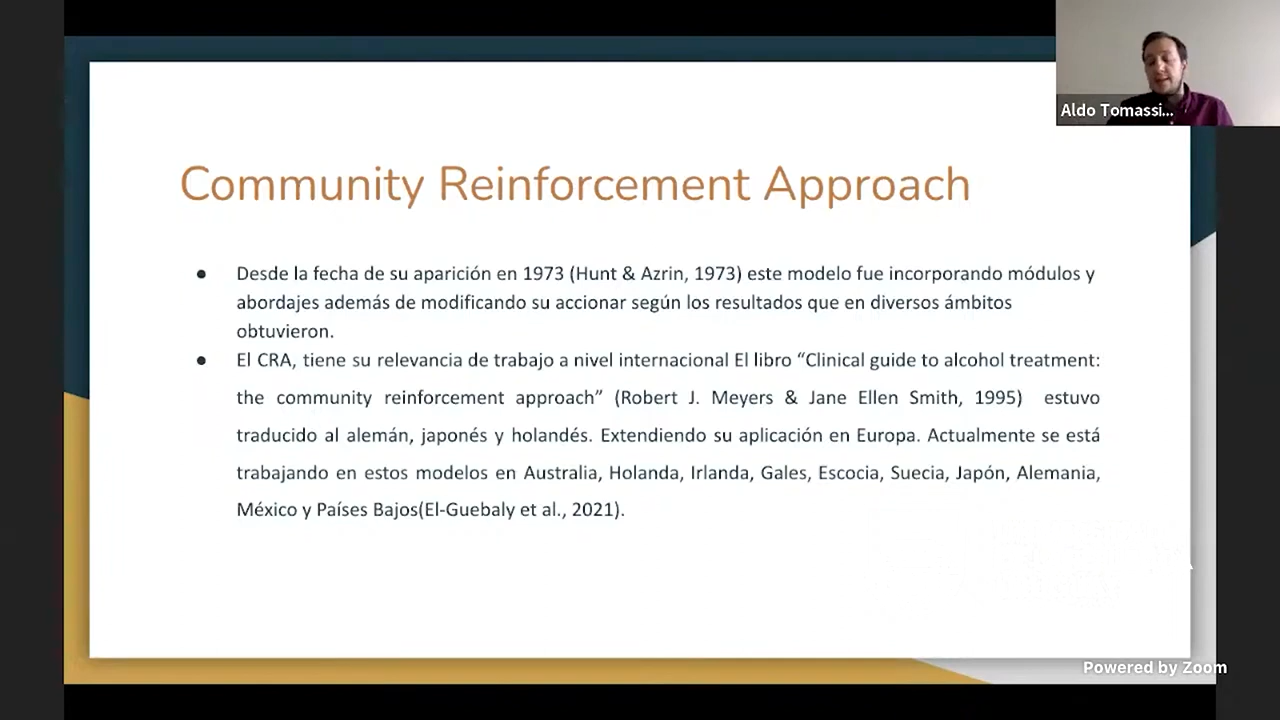 Aldo Tomassi...
Community Reinforcement Approach
● Desde la fecha de su aparición en 1973 (Hunt & Azrin, 1973) este modelo fue incorporando módulos y
abordajes además de modificando su accionar según los resultados que en diversos ámbitos
obtuvieron.
● El CRA, tiene su relevancia de trabajo a nivel internacional El libro “Clinical guide to alcohol treatment:
the community reinforcement approach” (Robert J. Meyers & Jane Ellen Smith, 1995) estuvo
traducido al alemán, japonés y holandés. Extendiendo su aplicación en Europa. Actualmente se está
trabajando en estos modelos en Australia, Holanda, Irlanda, Gales, Escocia, Suecia, Japón, Alemania,
México y Países Bajos(El-Guebaly et al., 2021).
Powered by Zoom